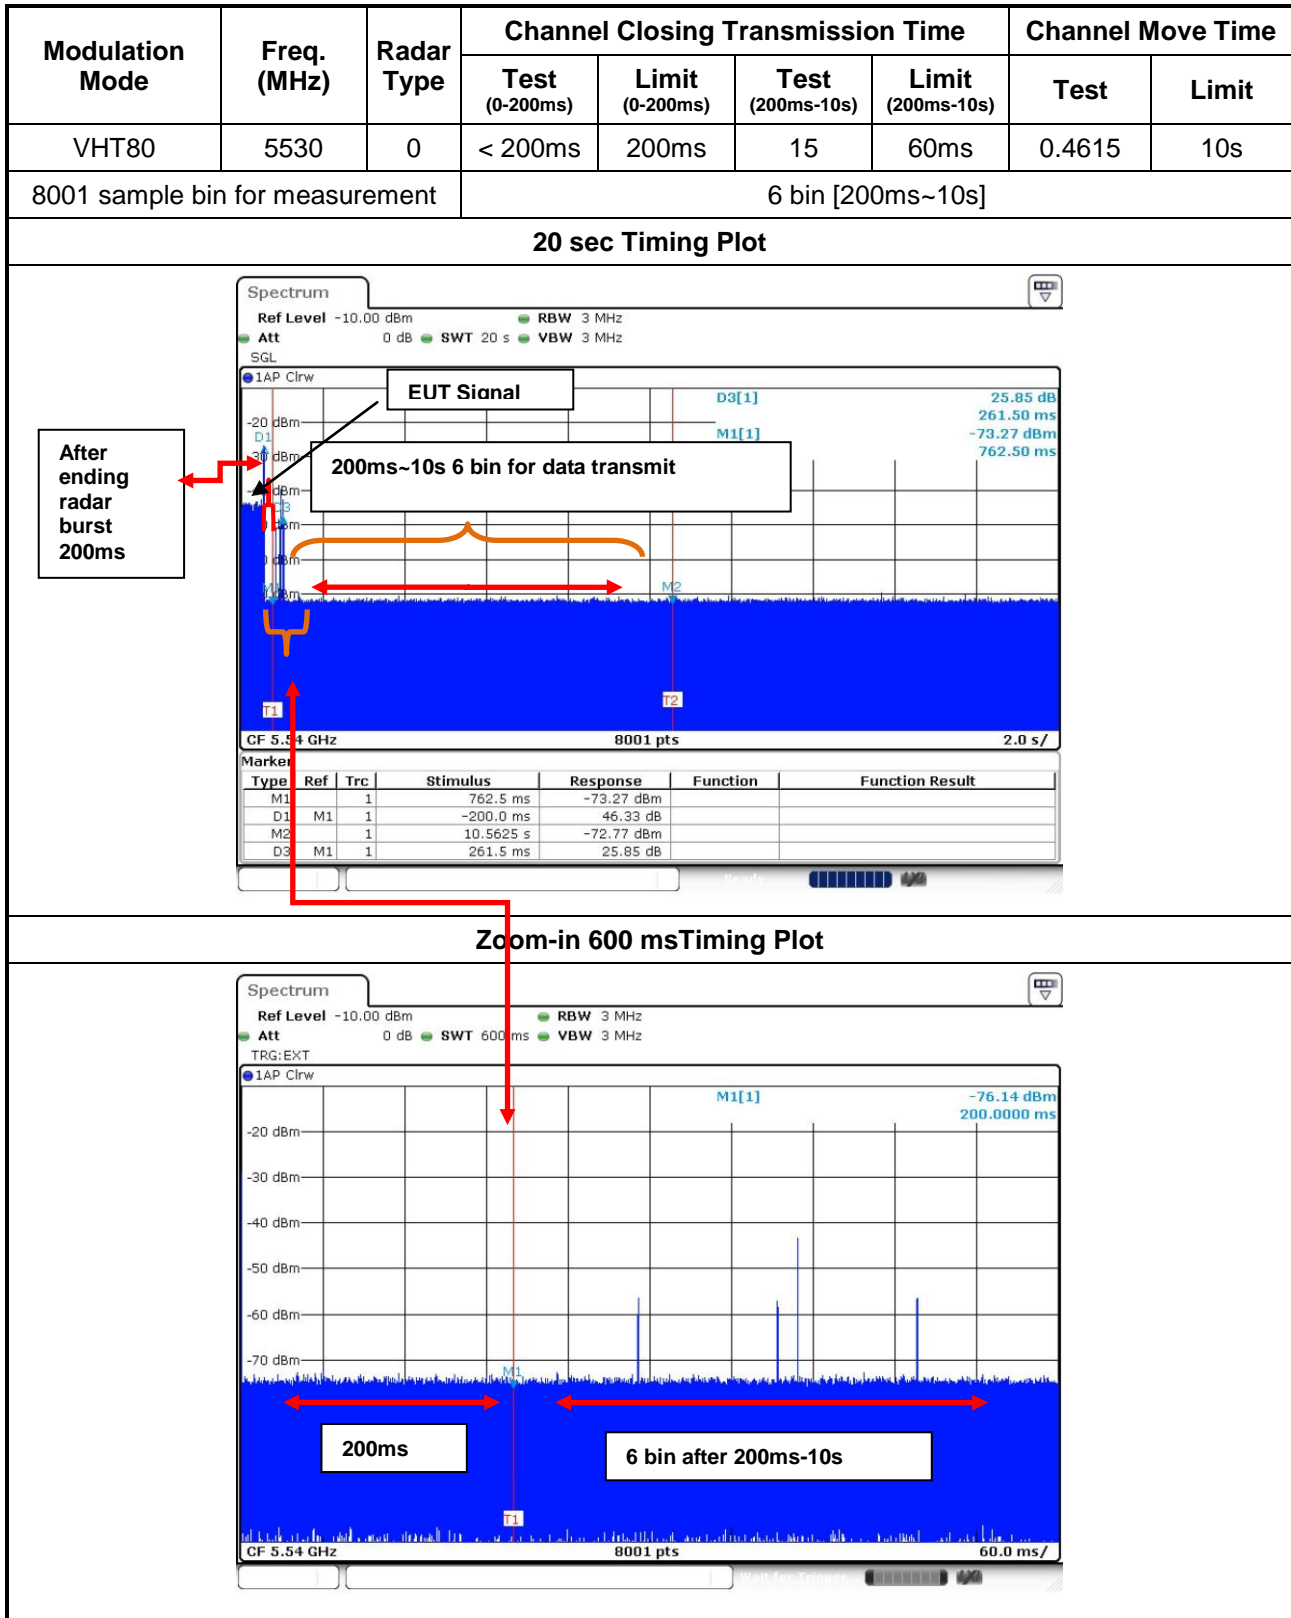 Modulation Mode
Freq. (MHz)
Radar Type
Channel Closing Transmission Time
Channel Move Time
Test (0-200ms)
Limit (0-200ms)
Test (200ms-10s)
Limit (200ms-10s)
Test
Limit
VHT80 5530 0 < 200ms 200ms 15 60ms 0.4615 10s
8001 sample bin for measurement 6 bin [200ms~10s]
20 sec Timing Plot
Spectrum
Ref Level -10.00 dBm RBW 3 MHz
Att 0 dB SWT 20 s VBW 3 MHz
SGL
1AP Clrw
EUT Signal
D3[1] 25.85 dB
261.50 ms
M1[1] -73.27 dBm
762.50 ms
-20 dBm
D1
After
ending
radar
burst
200ms
200ms~10s 6 bin for data transmit
M2
T1
T2
CF 5.54 GHz 8001 pts 2.0 s/
Marker
Type Ref Trc Stimulus Response Function Function Result
M1 1 762.5 ms -73.27 dBm
D1 M1 1 -200.0 ms 46.33 dB
M2 1 10.5625 s -72.77 dBm
D3 M1 1 261.5 ms 25.85 dB
Zoom-in 600 msTiming Plot
Spectrum
Ref Level -10.00 dBm RBW 3 MHz
Att 0 dB SWT 600 ms VBW 3 MHz
TRG:EXT
1AP Clrw
M1[1] -76.14 dBm
200.0000 ms
-20 dBm
-30 dBm
-40 dBm
-50 dBm
-60 dBm
-70 dBm
M1
200ms
6 bin after 200ms-10s
T1
CF 5.54 GHz 8001 pts 60.0 ms/
Wait for Trigger